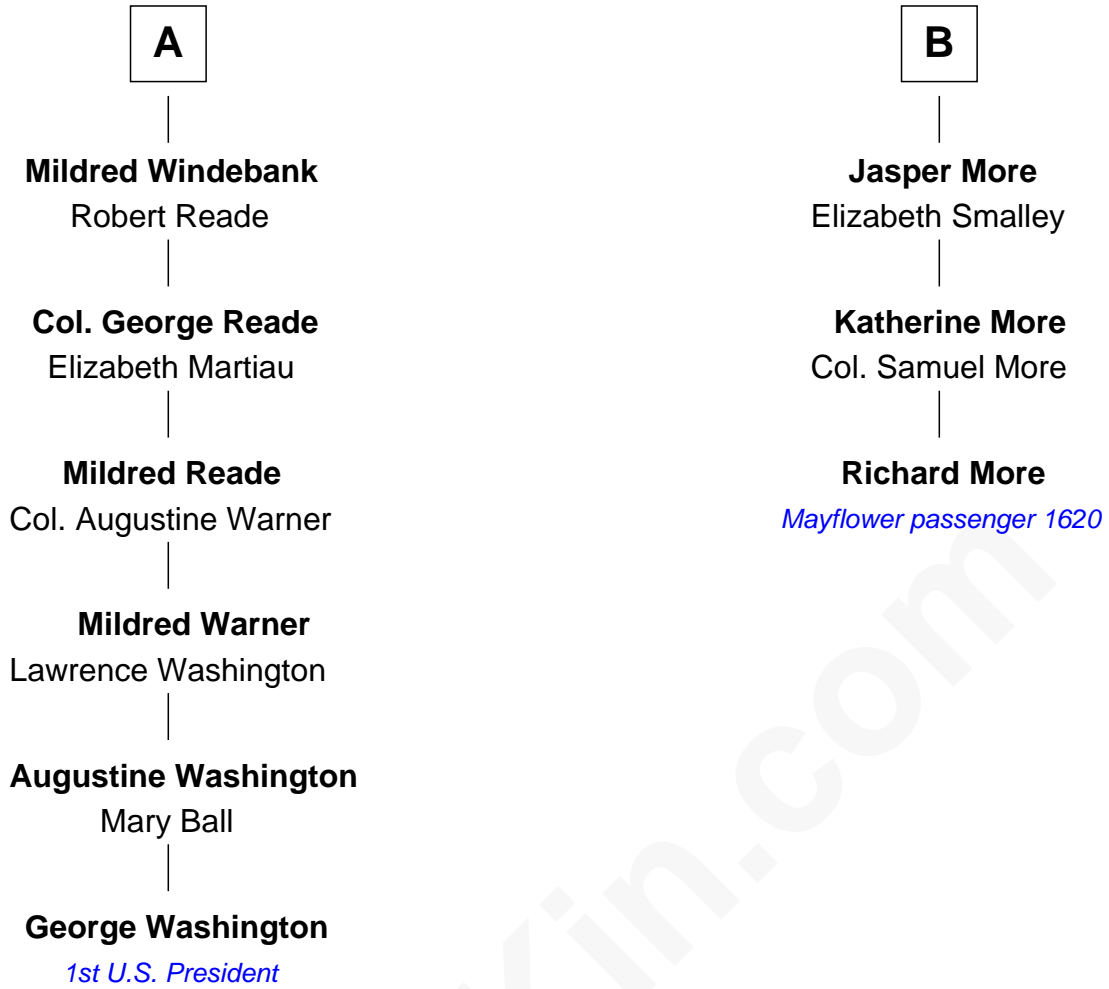 A
Mildred Windebank
Robert Reade
Col. George Reade
Elizabeth Martiau
Mildred Reade
Col. Augustine Warner
Mildred Warner
Lawrence Washington
Augustine Washington
Mary Ball
George Washington
1st U.S. President
B
Jasper More
Elizabeth Smalley
Katherine More
Col. Samuel More
Richard More
Mayflower passenger 1620
Kin.com